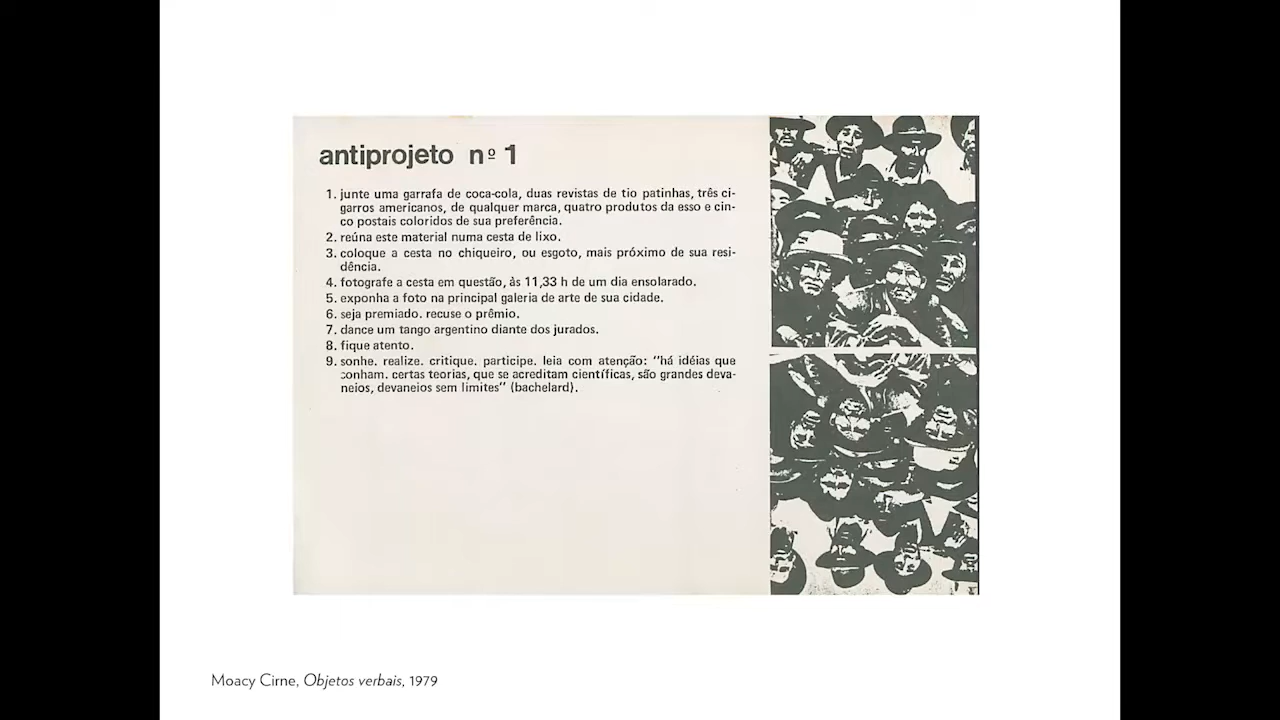 antiprojeto nº 1
1. junte uma garrafa de coca-cola, duas revistas de tio patinhas, três ci-
garros americanos, de qualquer marca, quatro produtos da esso e cin-
co postais coloridos de sua preferência.
2. reúna este material numa cesta de lixo.
3. coloque a cesta no chiqueiro, ou esgoto, mais próximo de sua resi-
dência.
4. fotografe a cesta em questão, às 11,33 h de um dia ensolarado.
5. exponha a foto na principal galeria de arte de sua cidade.
6. seja premiado. recuse o prêmio.
7. dance um tango argentino diante dos jurados.
8. fique atento.
9. sonhe. realize. critique. participe. leia com atenção: "há idéias que
sonham. certas teorias, que se acreditam científicas, são grandes deva-
neios, devaneios sem limites" (bachelard).
Moacy Cirne, Objetos verbais, 1979